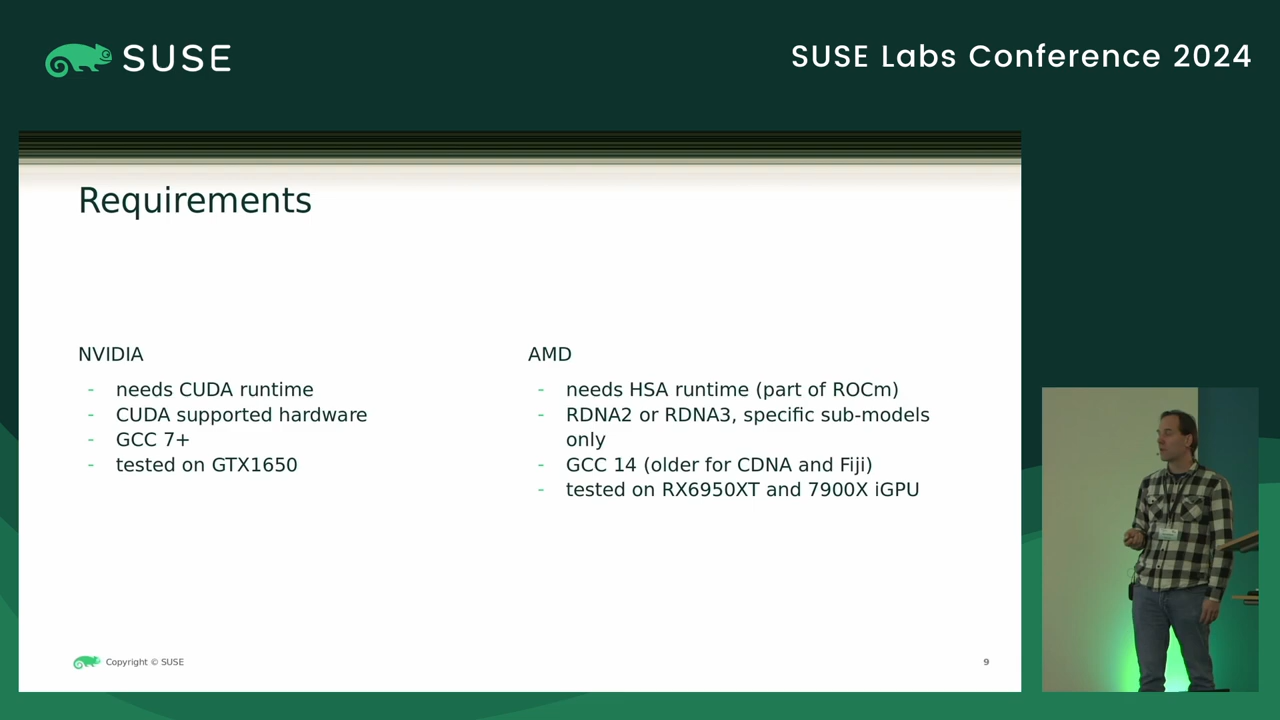 SUSE
SUSE Labs Conference 2024
Requirements
NVIDIA
- needs CUDA runtime
- CUDA supported hardware
- GCC 7+
- tested on GTX1650
AMD
- needs HSA runtime (part of ROCm)
- RDNA2 or RDNA3, specific sub-models
only
- GCC 14 (older for CDNA and Fiji)
- tested on RX6950XT and 7900X iGPU
Copyright © SUSE
9